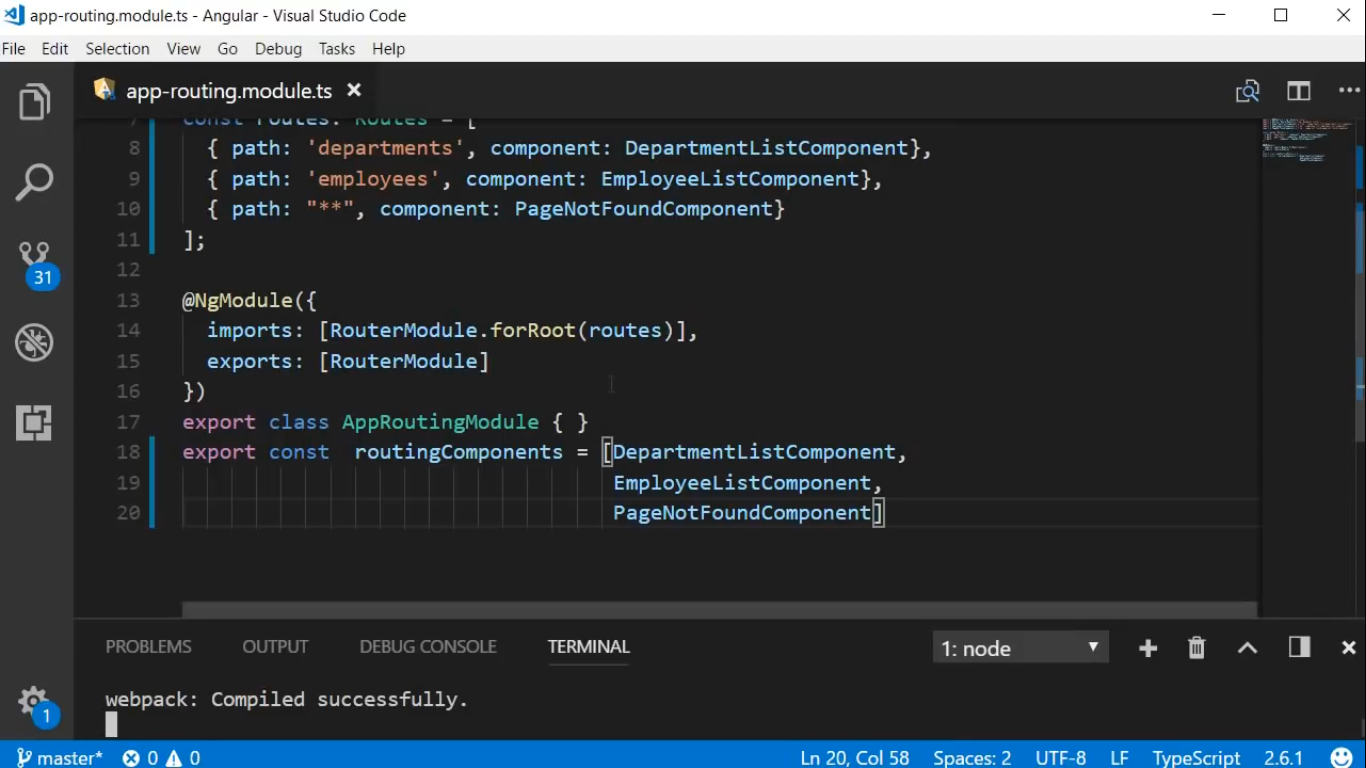 app-routing.module.ts - Angular - Visual Studio Code
File Edit Selection View Go Debug Tasks Help
app-routing.module.ts
7 const routes: Routes = [
8 { path: 'departments', component: DepartmentListComponent},
9 { path: 'employees', component: EmployeeListComponent},
10 { path: "**", component: PageNotFoundComponent}
11 ];
12
13 @NgModule({
14 imports: [RouterModule.forRoot(routes)],
15 exports: [RouterModule]
16 })
17 export class AppRoutingModule { }
18 export const routingComponents = [DepartmentListComponent,
19 EmployeeListComponent,
20 PageNotFoundComponent]
31
PROBLEMS OUTPUT DEBUG CONSOLE TERMINAL 1: node
webpack: Compiled successfully.
1
master* 0 0 Ln 20, Col 58 Spaces: 2 UTF-8 LF TypeScript 2.6.1